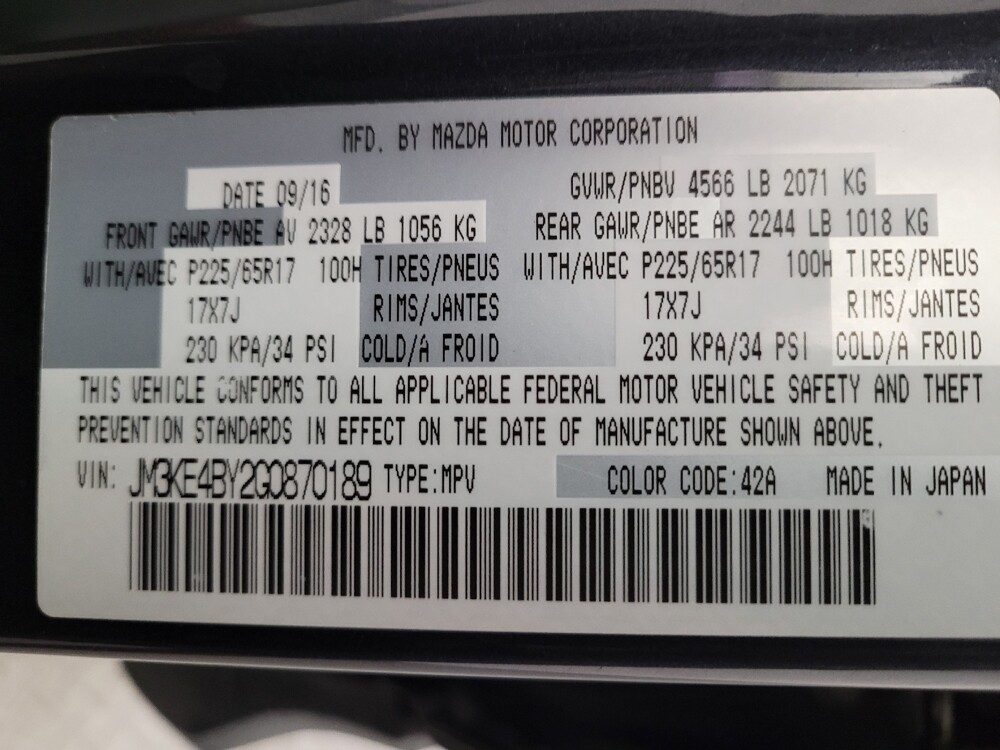 MFD. BY MAZDA MOTOR CORPORATION
DATE 09/16 GVWR/PNBV 4566 LB 2071 KG
FRONT GAWR/PNBE AV 2328 LB 1056 KG REAR GAWR/PNBE AR 2244 LB 1018 KG
WITH/AVEC P225/65R17 100H TIRES/PNEUS WITH/AVEC P225/65R17 100H TIRES/PNEUS
17X7J RIMS/JANTES 17X7J RIMS/JANTES
230 KPA/34 PSI COLD/A FROID 230 KPA/34 PSI COLD/A FROID
THIS VEHICLE CONFORMS TO ALL APPLICABLE FEDERAL MOTOR VEHICLE SAFETY AND THEFT
PREVENTION STANDARDS IN EFFECT ON THE DATE OF MANUFACTURE SHOWN ABOVE.
VIN: JM3KE4BY2G0870189 TYPE:MPV COLOR CODE:42A MADE IN JAPAN